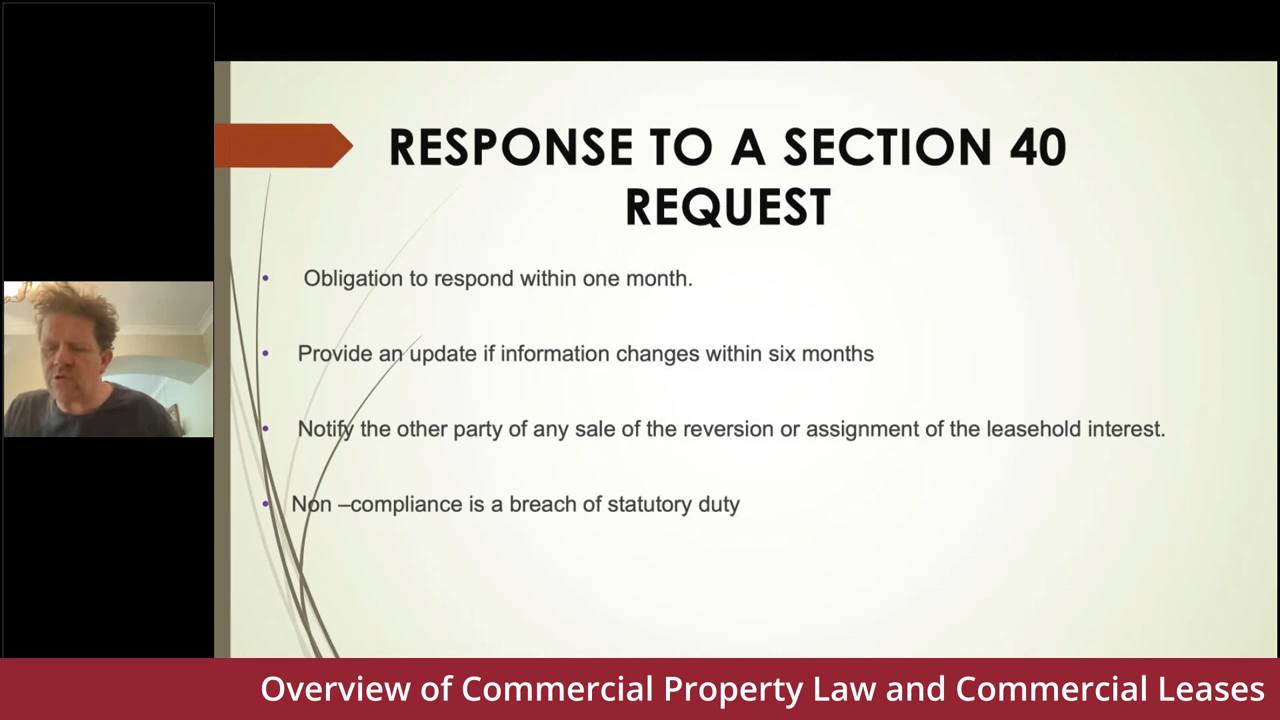 RESPONSE TO A SECTION 40
REQUEST
• Obligation to respond within one month.
• Provide an update if information changes within six months
• Notify the other party of any sale of the reversion or assignment of the leasehold interest.
• Non –compliance is a breach of statutory duty
Overview of Commercial Property Law and Commercial Leases